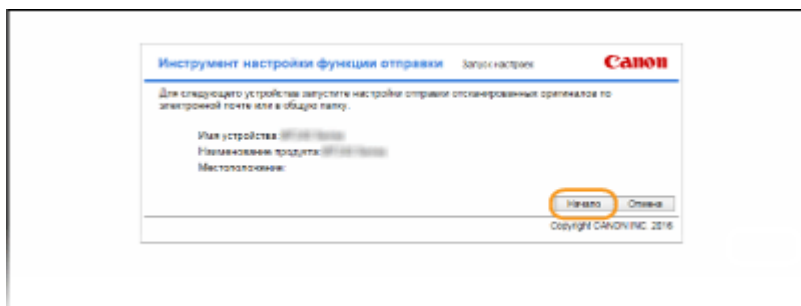 Инструмент настройки функции отправки Запуск настроек Canon
Для следующего устройства запустите настройки отправки отсканированных оригиналов по
электронной почте или в общую папку.
Имя устройства:
Наименование продукта:
Местоположение:
Начало Отмена
Copyright CANON INC. 2016